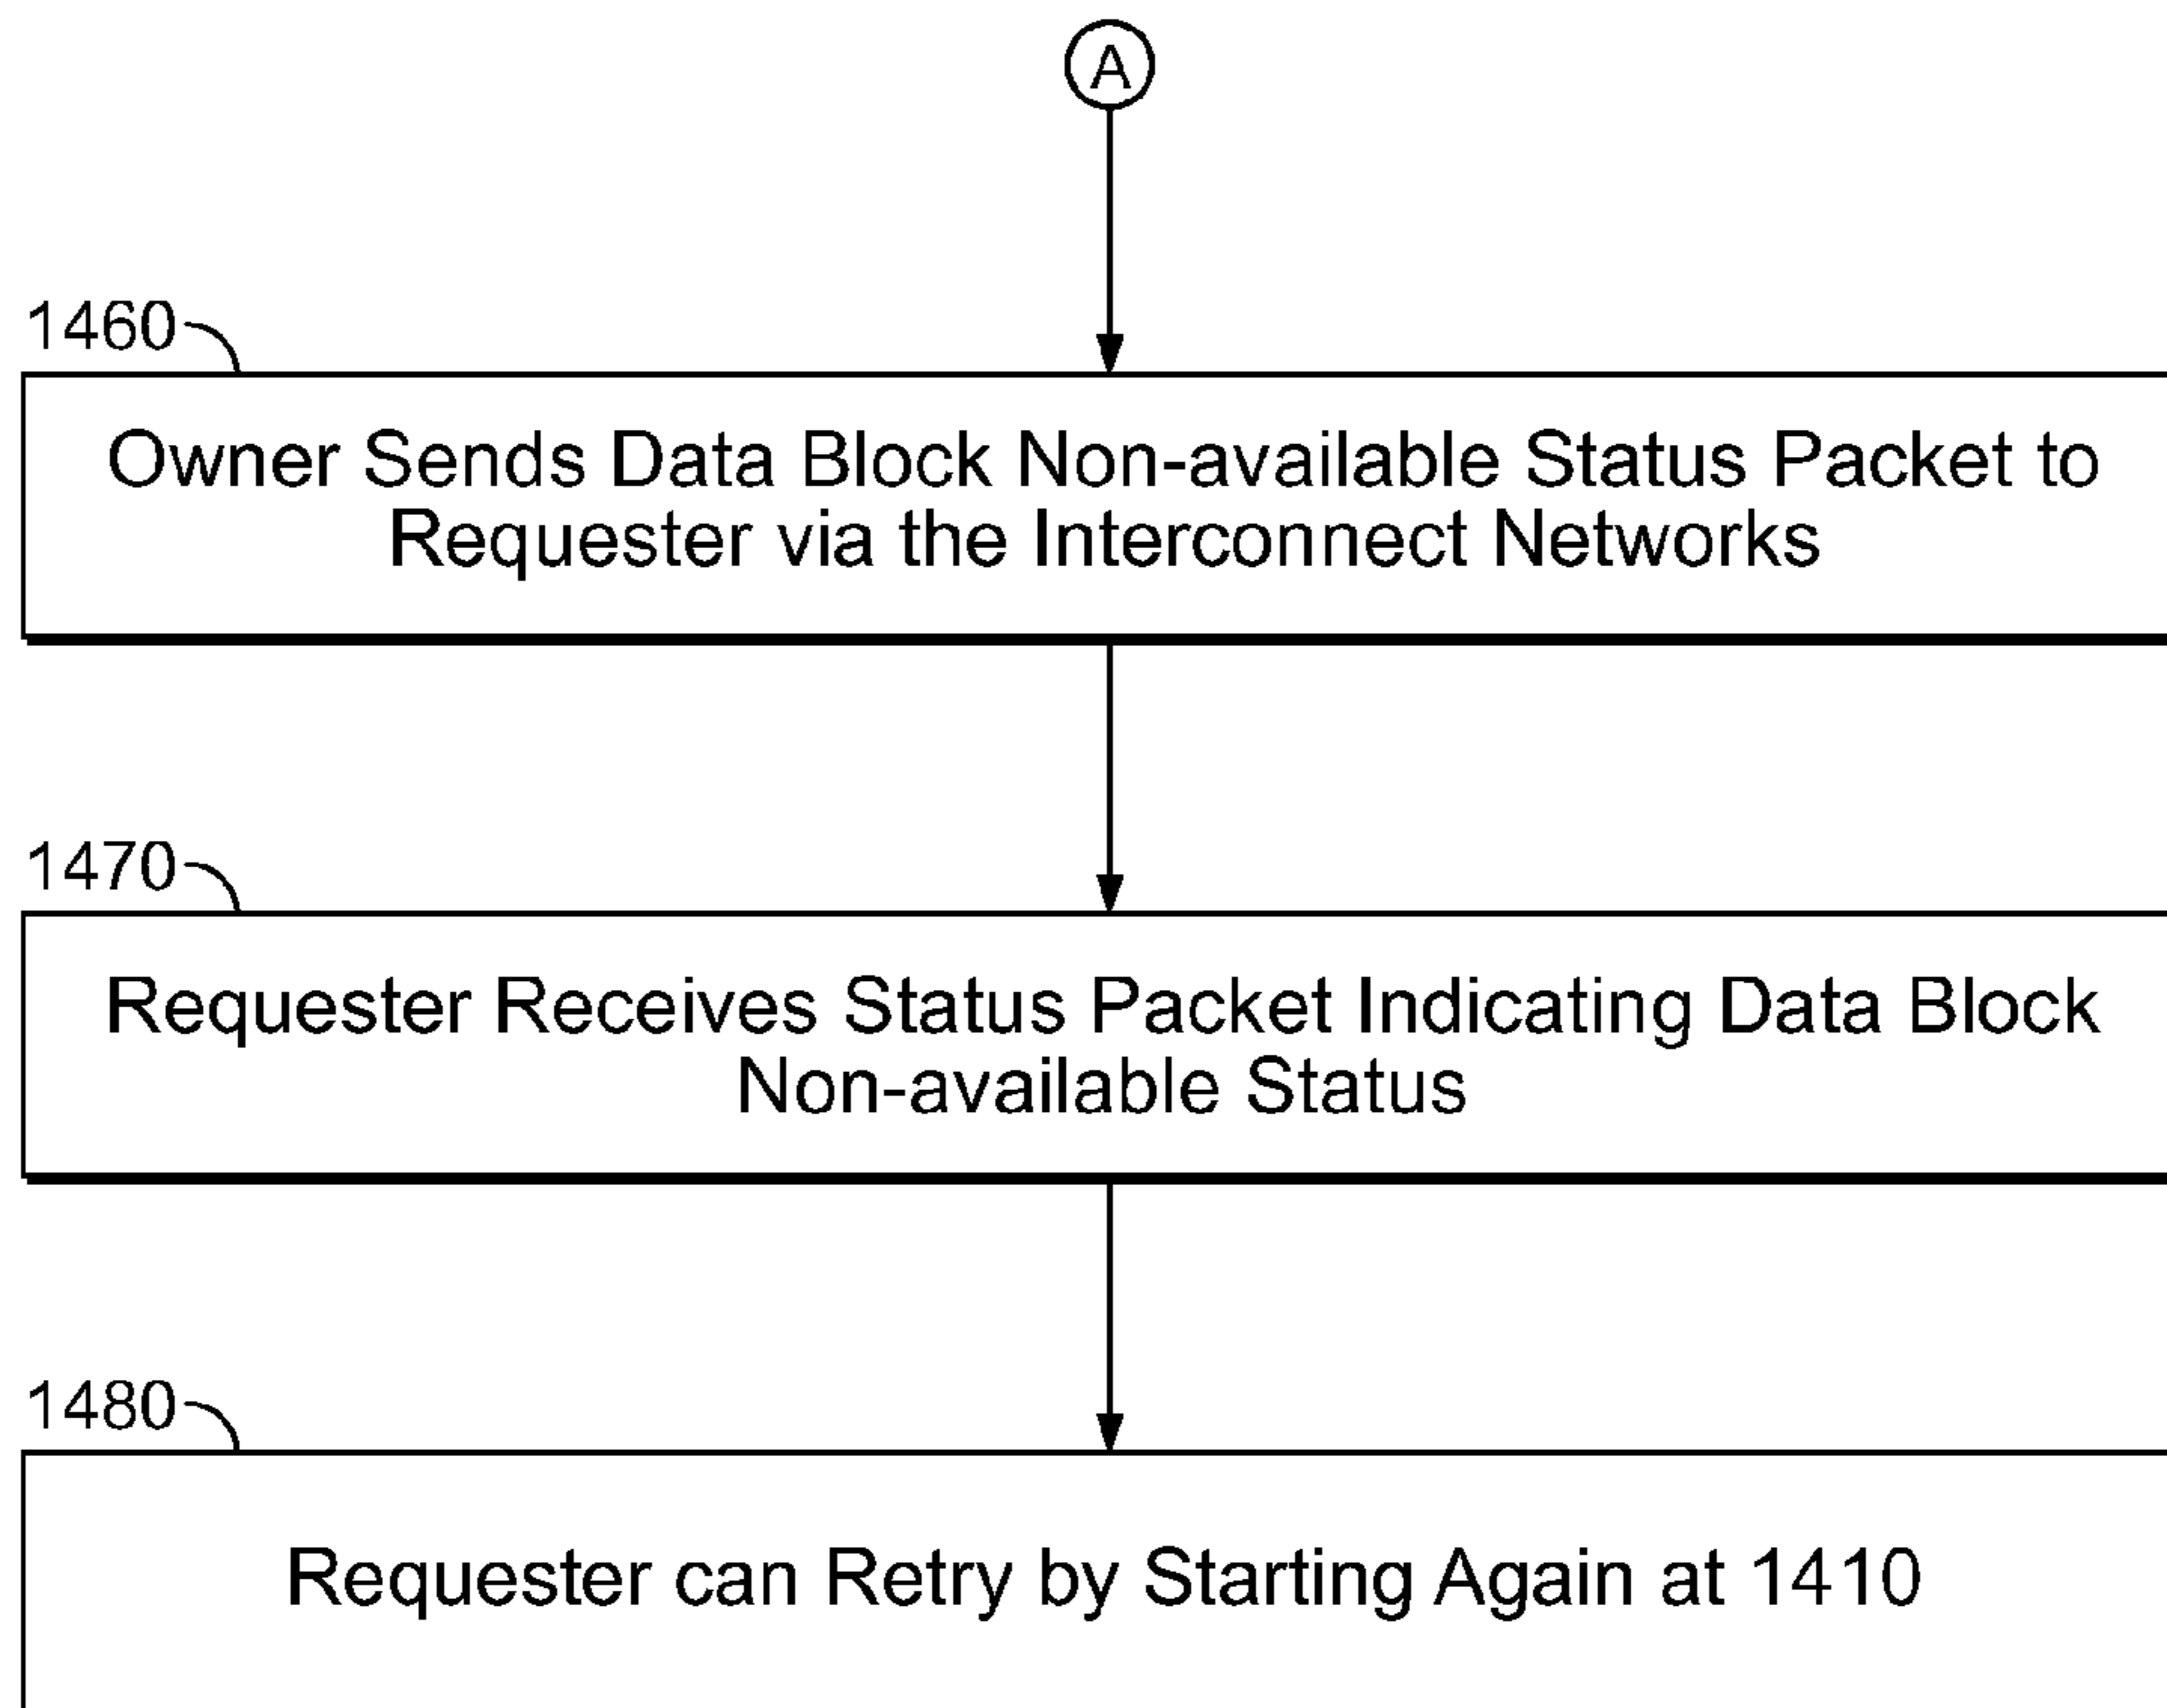 A
1460
Owner Sends Data Block Non-available Status Packet to
Requester via the Interconnect Networks
1470
Requester Receives Status Packet Indicating Data Block
Non-available Status
1480
Requester can Retry by Starting Again at 1410